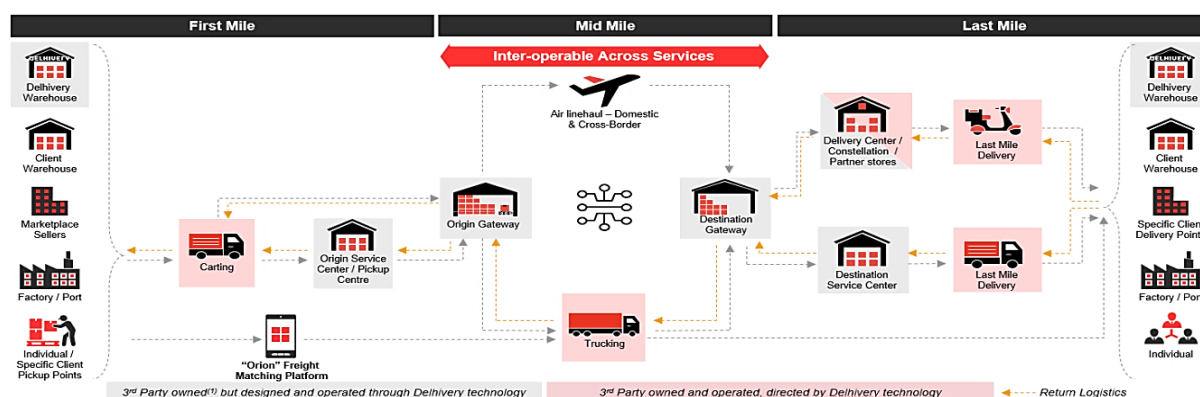 First Mile
Mid Mile
Last Mile
Inter-operable Across Services
DELHIVERY
Delhivery
Warehouse
Client
Warehouse
Marketplace
Sellers
Factory / Port
Individual /
Specific Client
Pickup Points
Carting
Origin Service
Center / Pickup
Centre
"Orion" Freight
Matching Platform
Air linehaul – Domestic
& Cross-Border
Origin Gateway
Trucking
Destination
Gateway
Delivery Center /
Constellation /
Partner stores
Last Mile
Delivery
Destination
Service Center
Last Mile
Delivery
DELHIVERY
Delhivery
Warehouse
Client
Warehouse
Specific Client
Delivery Point
Factory / Port
Individual
3rd Party owned(1) but designed and operated through Delhivery technology
3rd Party owned and operated, directed by Delhivery technology
Return Logistics